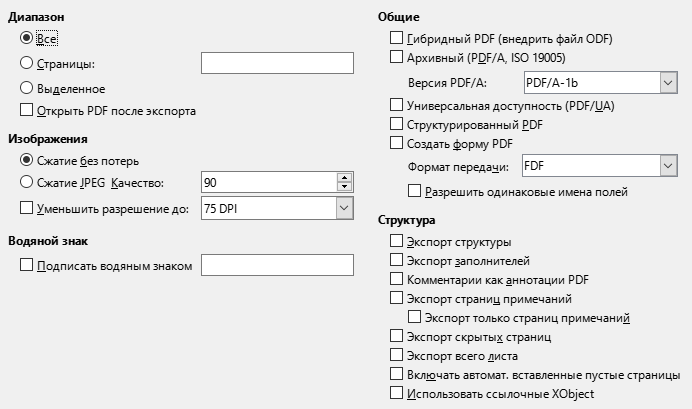 Диапазон
Все
Страницы:
Выделенное
Открыть PDF после экспорта
Изображения
Сжатие без потерь
Сжатие JPEG Качество: 90
Уменьшить разрешение до: 75 DPI
Водяной знак
Подписать водяным знаком
Общие
Гибридный PDF (внедрить файл ODF)
Архивный (PDF/A, ISO 19005)
Версия PDF/A: PDF/A-1b
Универсальная доступность (PDF/UA)
Структурированный PDF
Создать форму PDF
Формат передачи: FDF
Разрешить одинаковые имена полей
Структура
Экспорт структуры
Экспорт заполнителей
Комментарии как аннотации PDF
Экспорт страниц примечаний
Экспорт только страниц примечаний
Экспорт скрытых страниц
Экспорт всего листа
Включать автомат. вставленные пустые страницы
Использовать ссылочные XObject